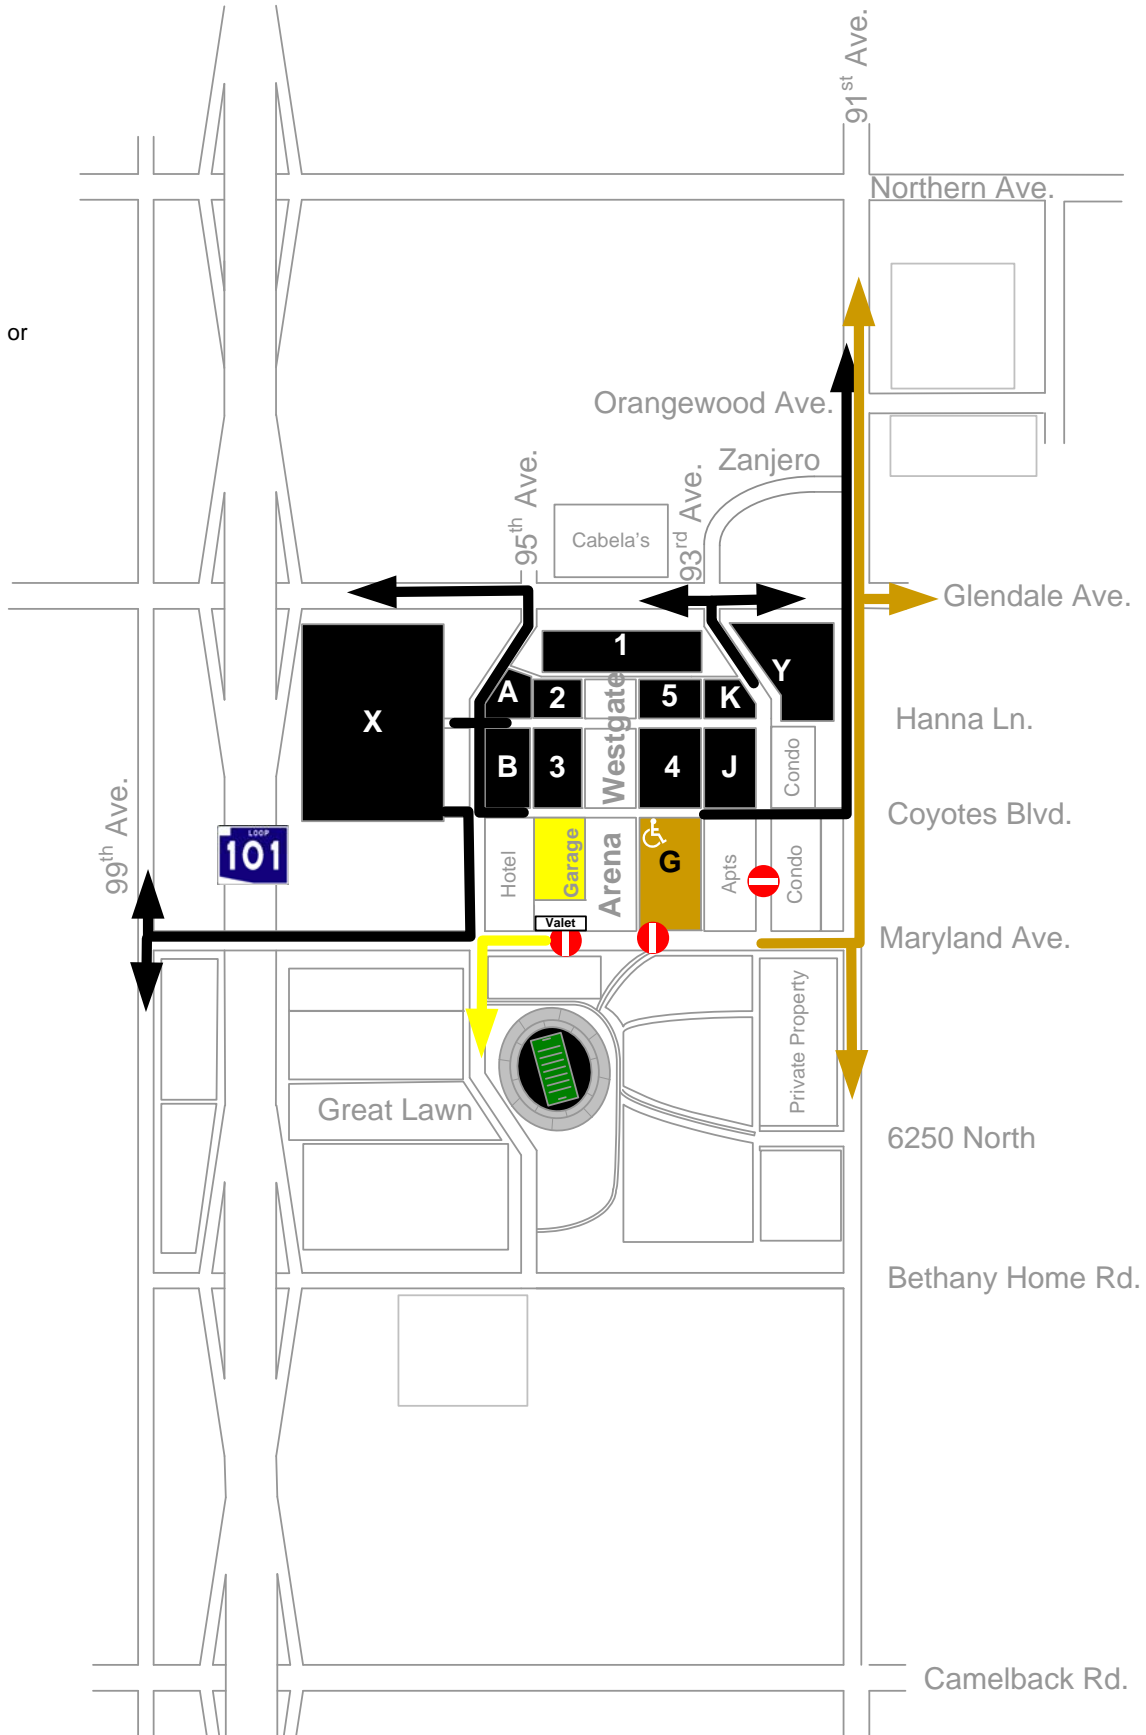 91st Ave.
Northern Ave.
or
Orangewood Ave.
Zanjero
95th Ave.
93rd Ave.
Cabela's
Glendale Ave.
1
Y
A
2
5
K
Westgate
X
Hanna Ln.
B
3
4
J
Condo
99th Ave.
Coyotes Blvd.
LOOP
101
Hotel
Garage
Arena
G
Apts
Condo
Valet
Maryland Ave.
Private Property
Great Lawn
6250 North
Bethany Home Rd.
Camelback Rd.